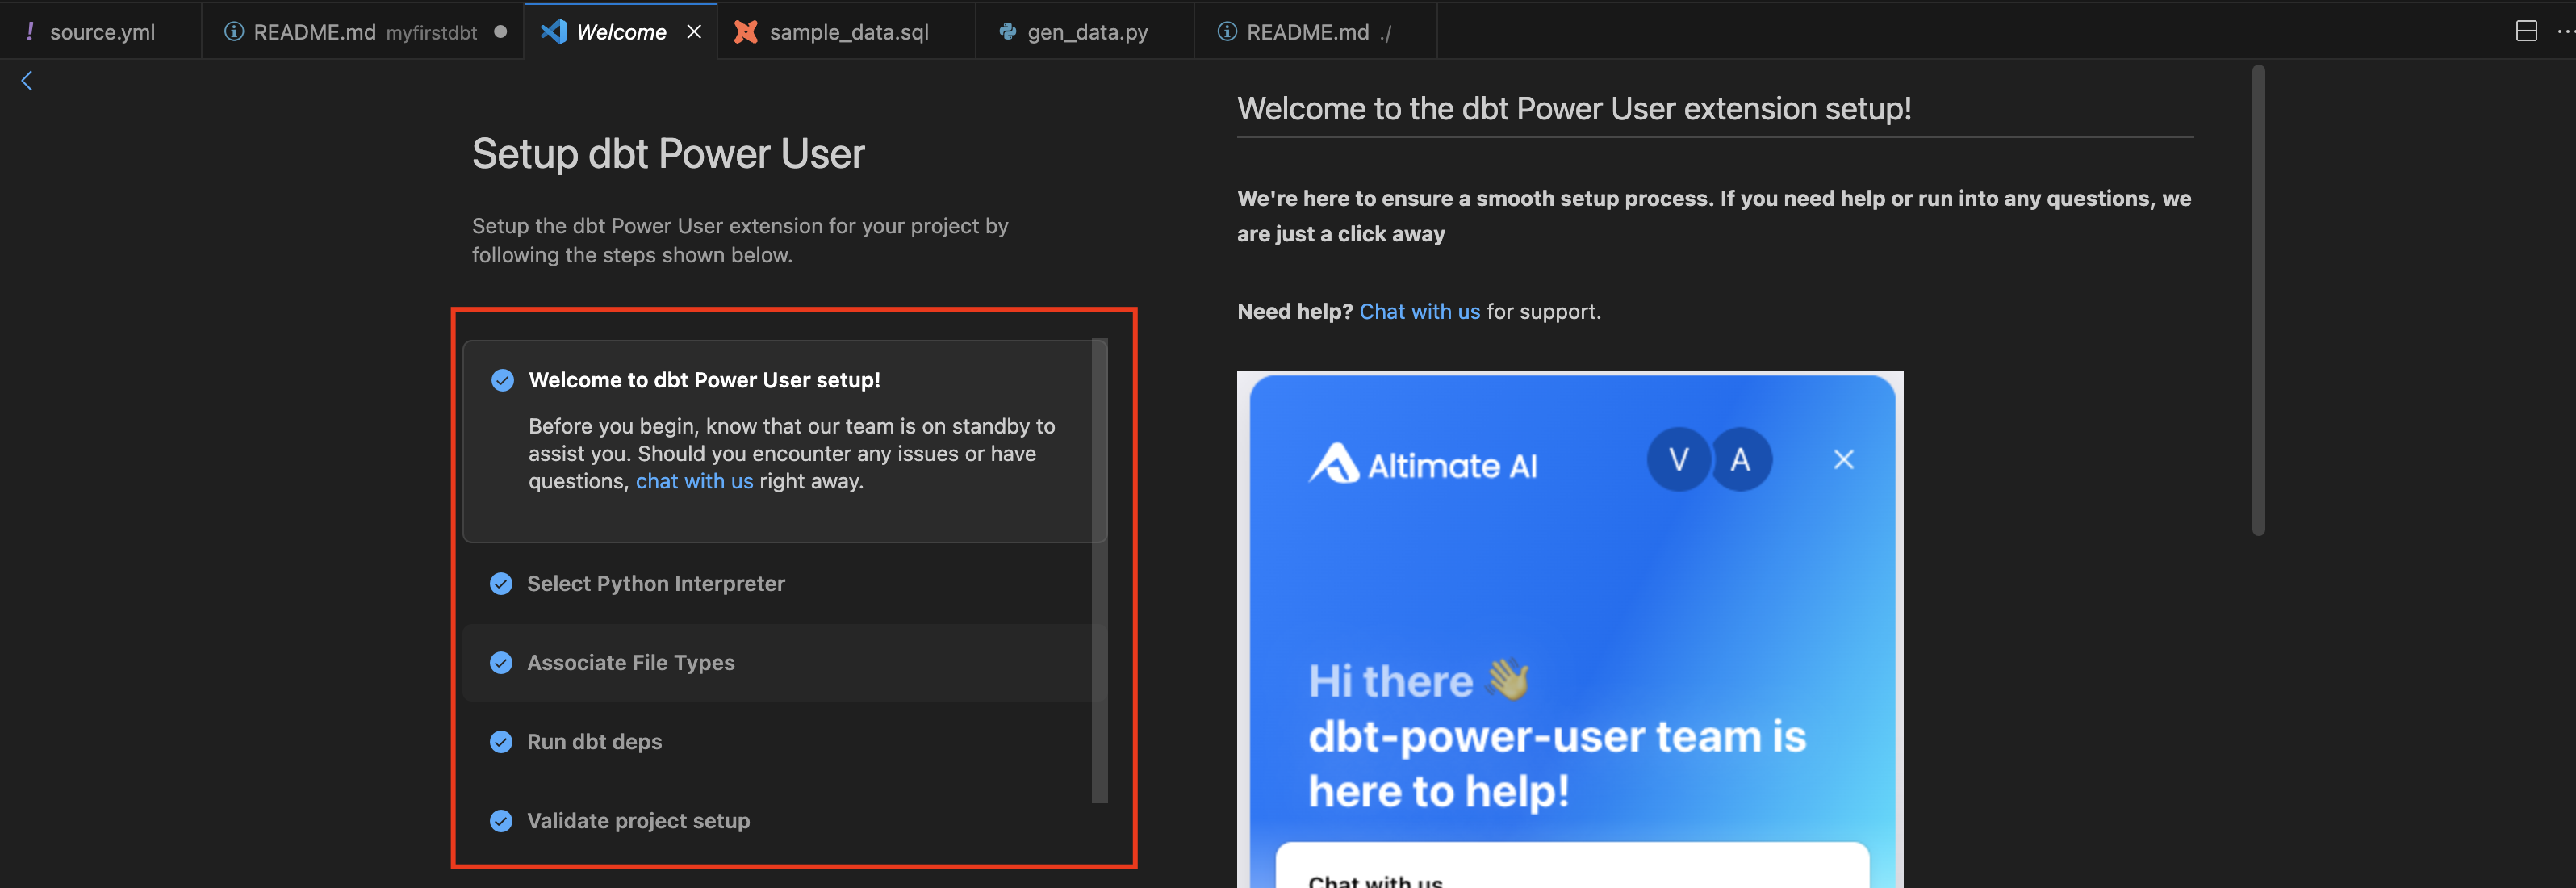 source.yml
README.md myfirstdbt
Welcome
sample_data.sql
gen_data.py
README.md ./
Setup dbt Power User
Setup the dbt Power User extension for your project by
following the steps shown below.
Welcome to dbt Power User setup!
Before you begin, know that our team is on standby to
assist you. Should you encounter any issues or have
questions, chat with us right away.
Select Python Interpreter
Associate File Types
Run dbt deps
Validate project setup
Welcome to the dbt Power User extension setup!
We're here to ensure a smooth setup process. If you need help or run into any questions, we
are just a click away
Need help? Chat with us for support.
Altimate AI
V A
Hi there 👋
dbt-power-user team is
here to help!
Chat with us